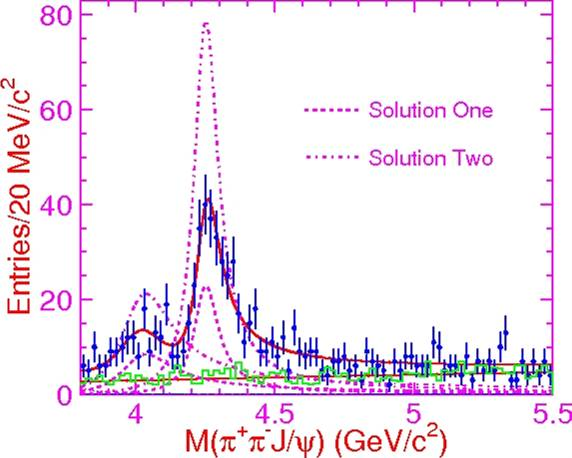 80
60
40
20
0
Entries/20 MeV/c²
Solution One
Solution Two
4
4.5
5
5.5
M(π⁺π⁻J/ψ) (GeV/c²)